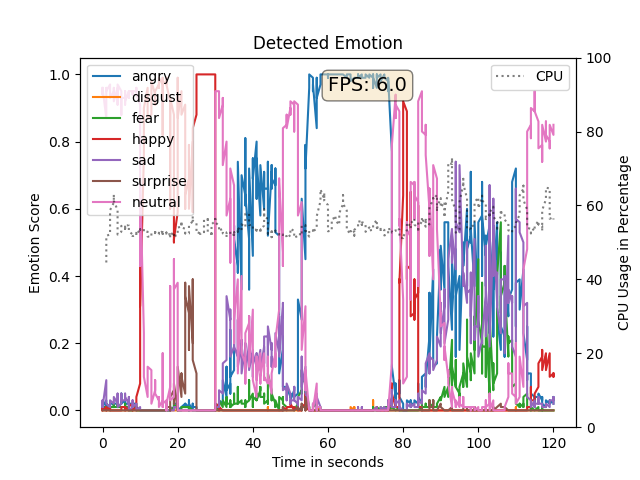 Detected Emotion
angry
disgust
fear
happy
sad
surprise
neutral
FPS: 6.0
CPU
Emotion Score
1.0
0.8
0.6
0.4
0.2
0.0
100
80
60
40
20
0
CPU Usage in Percentage
0 20 40 60 80 100 120
Time in seconds